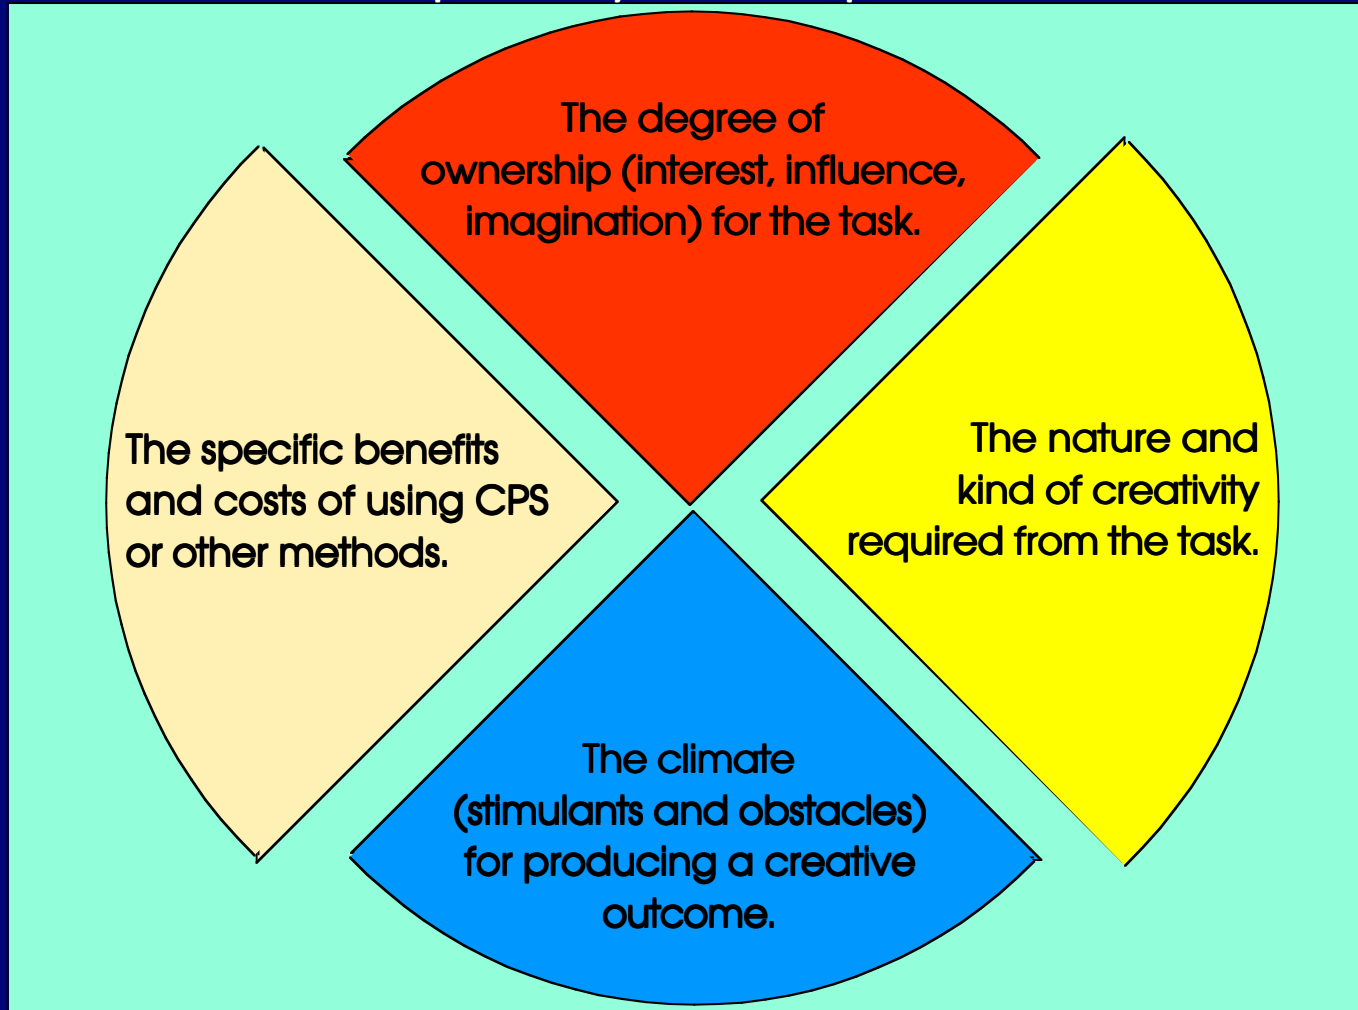 The degree of
ownership (interest, influence,
imagination) for the task.
The specific benefits
and costs of using CPS
or other methods.
The nature and
kind of creativity
required from the task.
The climate
(stimulants and obstacles)
for producing a creative
outcome.